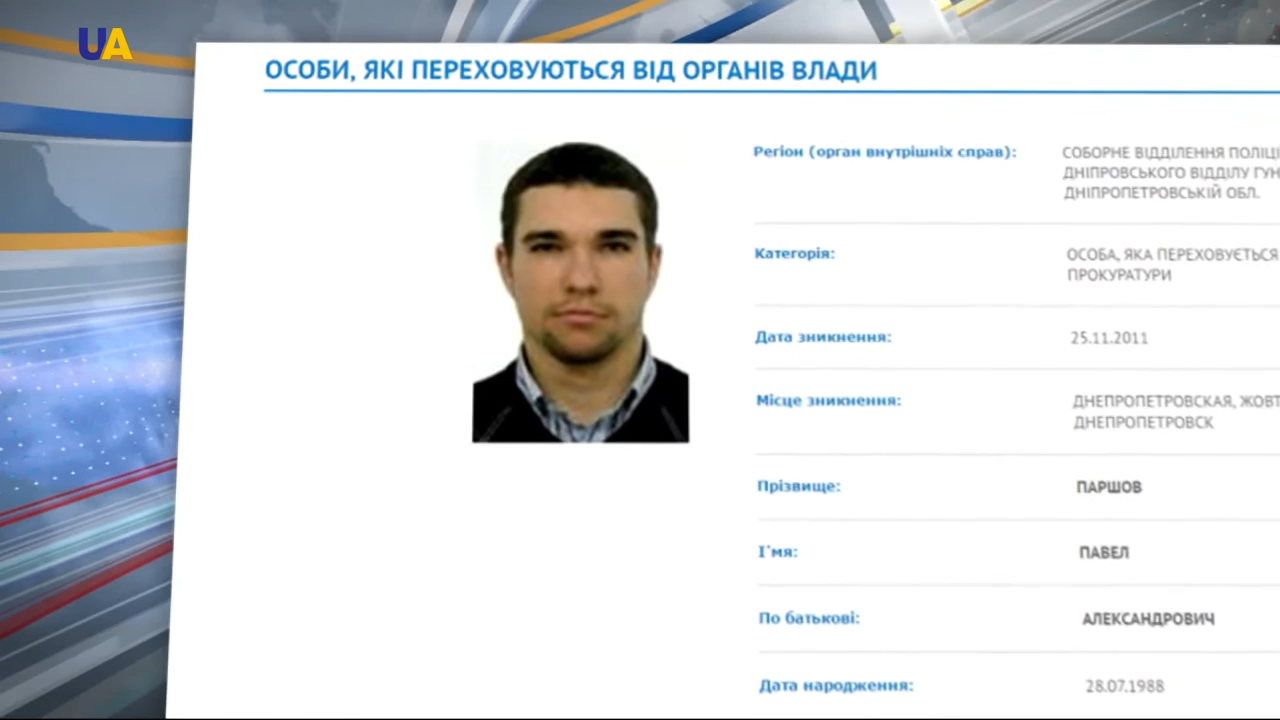 UA
ОСОБИ, ЯКІ ПЕРЕХОВУЮТЬСЯ ВІД ОРГАНІВ ВЛАДИ
Регіон (орган внутрішніх справ):
СОБОРНЕ ВІДДІЛЕННЯ ПОЛІЦІ
ДНІПРОВСЬКОГО ВІДДІЛУ ГУН
ДНІПРОПЕТРОВСЬКІЙ ОБЛ.
Категорія:
ОСОБА, ЯКА ПЕРЕХОВУЄТЬСЯ
ПРОКУРАТУРИ
Дата зникнення:
25.11.2011
Місце зникнення:
ДНЕПРОПЕТРОВСКАЯ, ЖОВТ
ДНЕПРОПЕТРОВСК
Прізвище:
ПАРШОВ
І'мя:
ПАВЕЛ
По батькові:
АЛЕКСАНДРОВИЧ
Дата народження:
28.07.1988